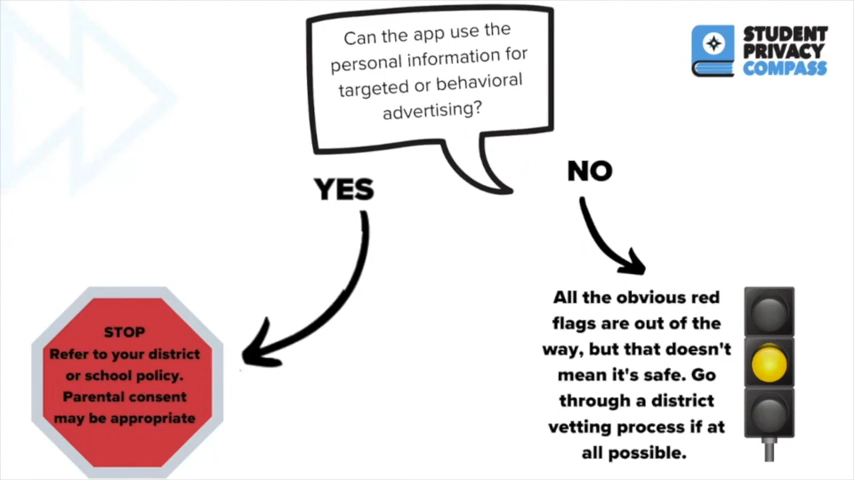 Can the app use the
personal information for
targeted or behavioral
advertising?
STUDENT
PRIVACY
COMPASS
YES
NO
STOP
Refer to your district
or school policy.
Parental consent
may be appropriate
All the obvious red
flags are out of the
way, but that doesn't
mean it's safe. Go
through a district
vetting process if at
all possible.